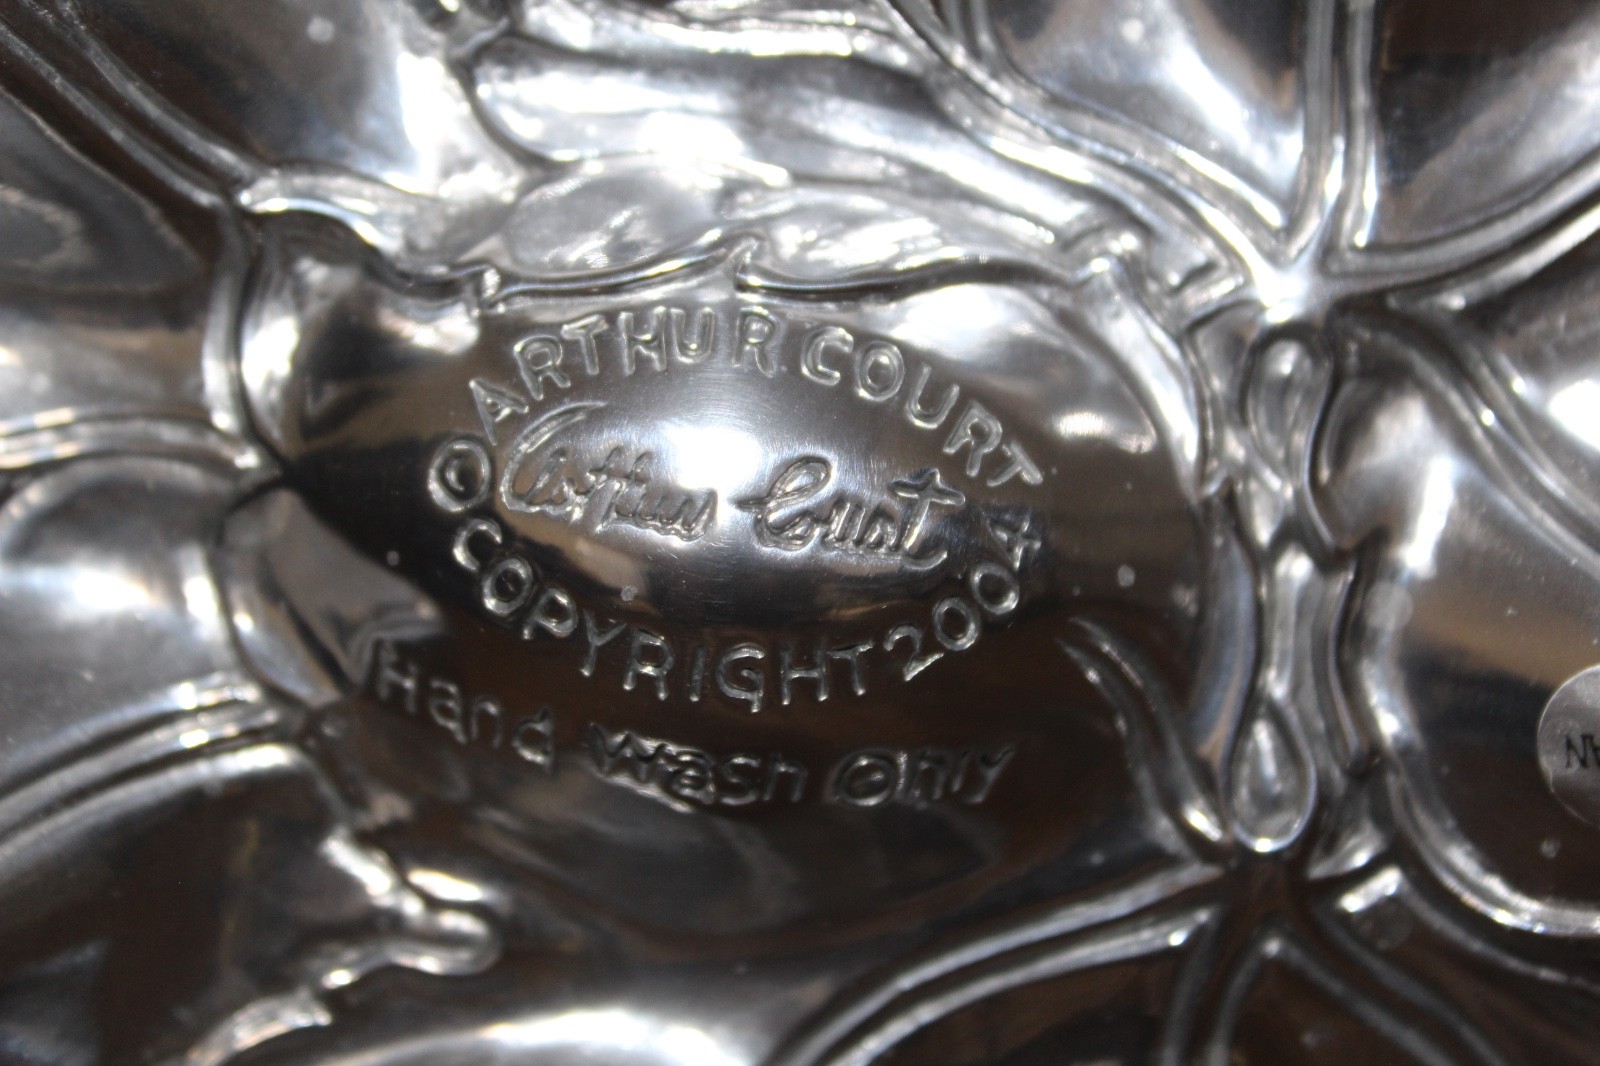 ARTHUR COURT
© Arthur Court
COPYRIGHT 2004
Hand Wash Only